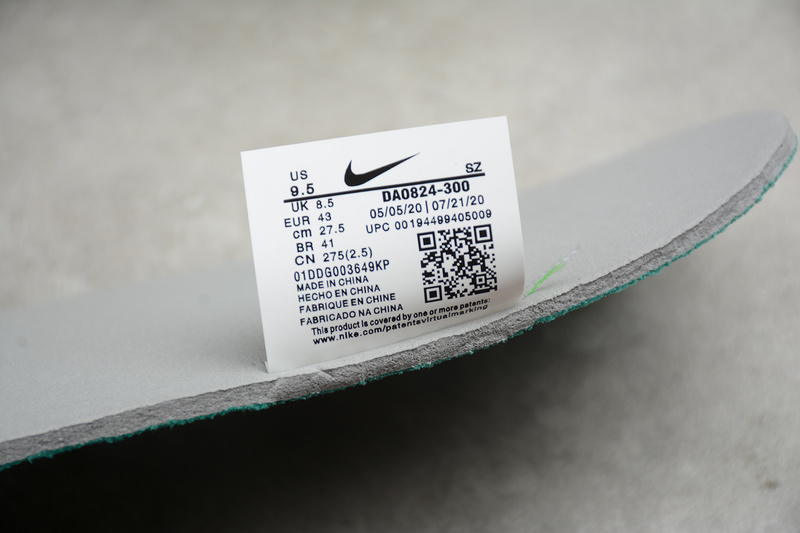 US SZ
9.5 DA0824-300
UK 8.5 05/05/20 | 07/21/20
EUR 43 UPC 00194499405009
cm 27.5
BR 41
CN 275(2.5)
01DDG003649KP
MADE IN CHINA
HECHO EN CHINA
FABRIQUE EN CHINE
FABRICADO NA CHINA
This product is covered by one or more patents:
www.nike.com/patentsvirtualmarking